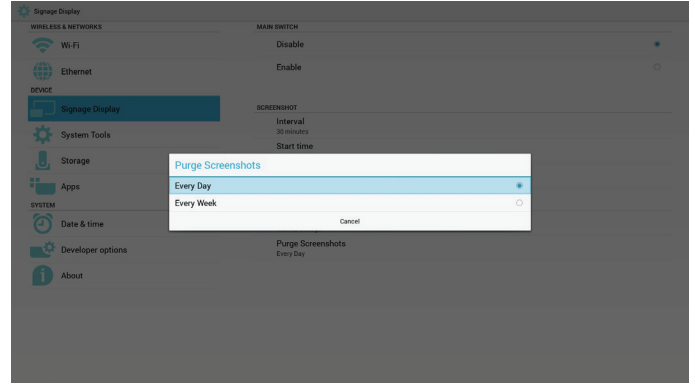 Signage Display
WIRELESS & NETWORKS
Wi-Fi
Ethernet
DEVICE
Signage Display
System Tools
Storage
Apps
SYSTEM
Date & time
Developer options
About
MAIN SWITCH
Disable
Enable
SCREENSHOT
Interval
30 minutes
Start time
Purge Screenshots
Every Day
Every Week
Cancel
Purge Screenshots
Every Day